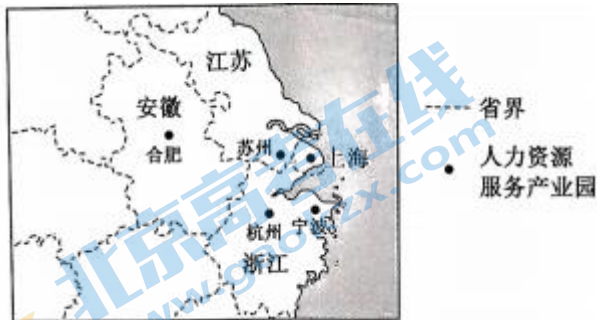 江苏
安徽
合肥
苏州
上海
杭州
宁波
浙江
省界
人力资源
服务产业园
北京高考在线
www.gaokzx.com